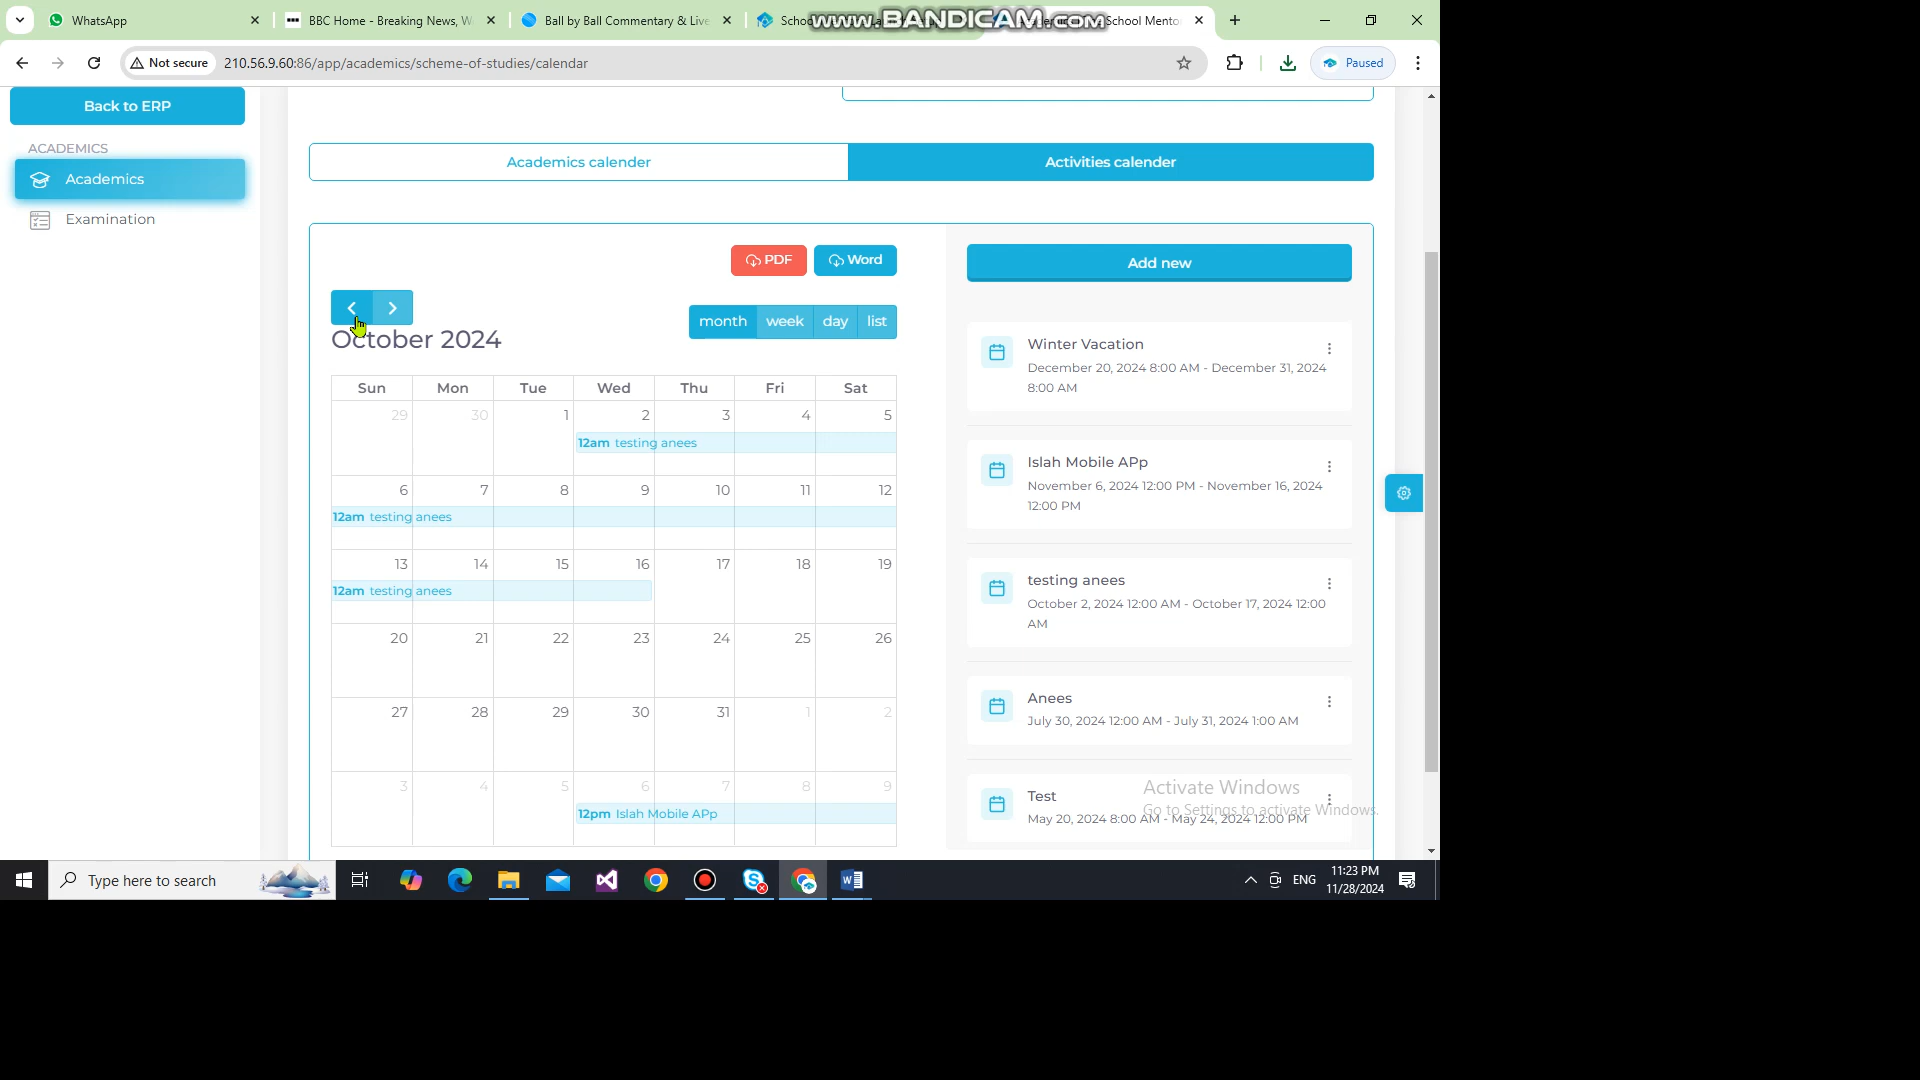 WhatsApp
BBC Home - Breaking News, W
Ball by Ball Commentary & Live
School Mento
www.BANDICAM.com
Not secure
210.56.9.60:86/app/academics/scheme-of-studies/calendar
Paused
Back to ERP
ACADEMICS
Academics
Examination
Academics calender
Activities calender
PDF
Word
Add new
October 2024
month week day list
Sun Mon Tue Wed Thu Fri Sat
29 30 1 2 3 4 5
12am testing anees
6 7 8 9 10 11 12
12am testing anees
13 14 15 16 17 18 19
12am testing anees
20 21 22 23 24 25 26
27 28 29 30 31 1 2
3 4 5 6 7 8 9
12pm Islah Mobile APp
Winter Vacation
December 20, 2024 8:00 AM - December 31, 2024
8:00 AM
Islah Mobile APp
November 6, 2024 12:00 PM - November 16, 2024
12:00 PM
testing anees
October 2, 2024 12:00 AM - October 17, 2024 12:00
AM
Anees
July 30, 2024 12:00 AM - July 31, 2024 1:00 AM
Test
May 20, 2024 8:00 AM - May 24, 2024 12:00 PM
Activate Windows
Go to Settings to activate Windows.
Type here to search
ENG
11:23 PM
11/28/2024